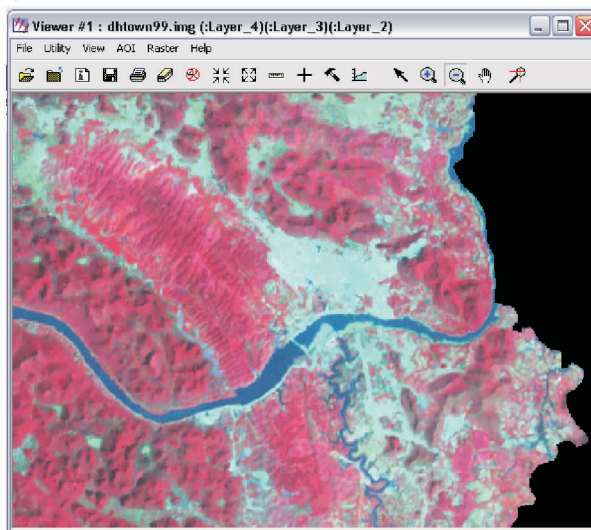 Viewer #1 : dhtown99.img (:Layer_4)(:Layer_3)(:Layer_2)
File Utility View AOI Raster Help